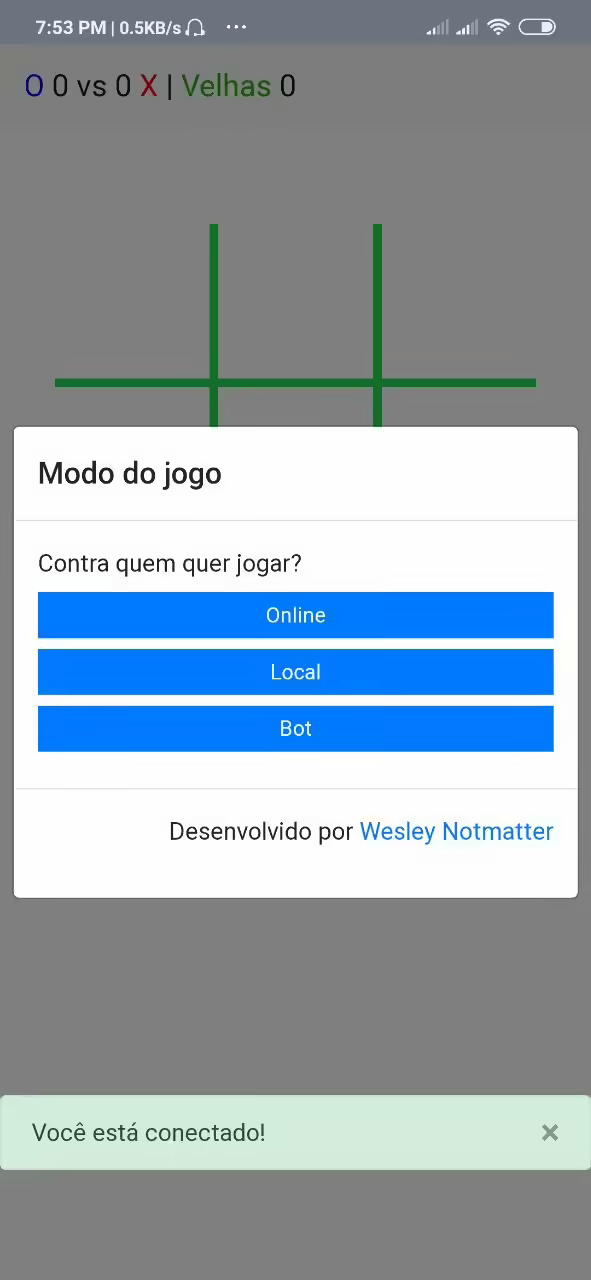 7:53 PM | 0.5KB/s
O 0 vs 0 X | Velhas 0
Modo do jogo
Contra quem quer jogar?
Online
Local
Bot
Desenvolvido por Wesley Notmatter
Você está conectado! ×